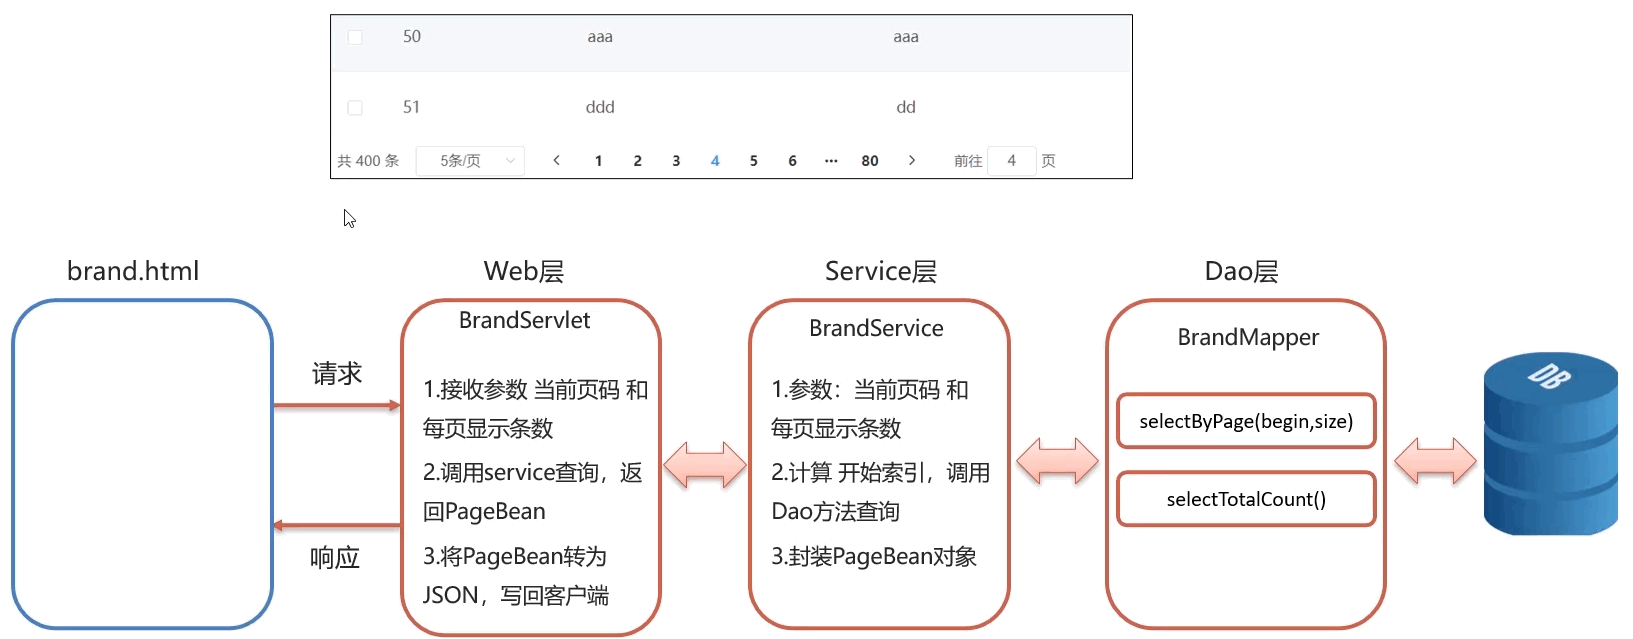 50 aaa aaa
51 ddd dd
共 400 条 5条/页 < 1 2 3 4 5 6 ··· 80 > 前往 4 页
brand.html
请求
响应
Web层
BrandServlet
1.接收参数 当前页码 和
每页显示条数
2.调用service查询，返
回PageBean
3.将PageBean转为
JSON，写回客户端
Service层
BrandService
1.参数：当前页码 和
每页显示条数
2.计算 开始索引，调用
Dao方法查询
3.封装PageBean对象
Dao层
BrandMapper
selectByPage(begin,size)
selectTotalCount()
DB